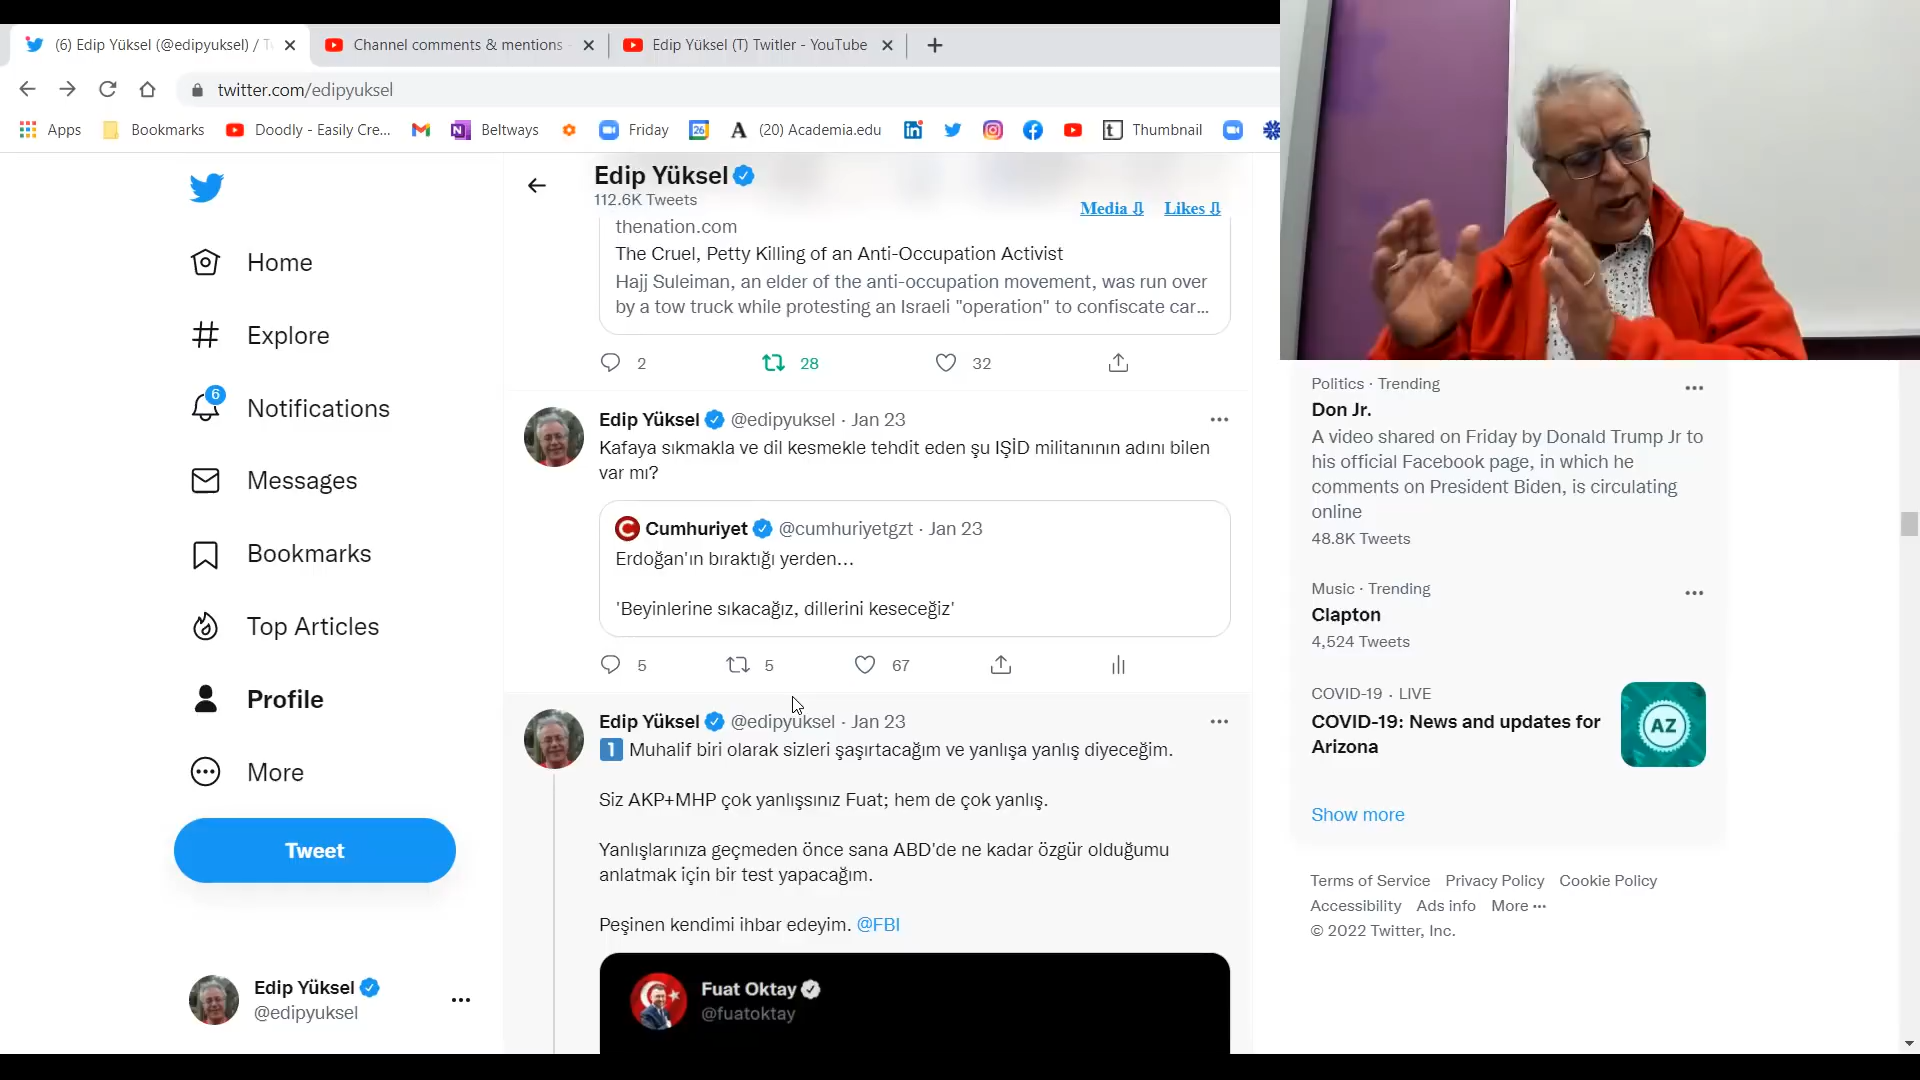 (6) Edip Yüksel (@edipyuksel) / T
Channel comments & mentions
Edip Yüksel (T) Twitler - YouTube
twitter.com/edipyuksel
Apps
Bookmarks
Doodly - Easily Cre...
Beltways
Friday
26
(20) Academia.edu
Thumbnail
Edip Yüksel
112.6K Tweets
Media ⇩
Likes ⇩
thenation.com
The Cruel, Petty Killing of an Anti-Occupation Activist
Hajj Suleiman, an elder of the anti-occupation movement, was run over
by a tow truck while protesting an Israeli "operation" to confiscate car...
2
28
32
Home
Explore
6
Notifications
Messages
Bookmarks
Top Articles
Profile
More
Tweet
Edip Yüksel
@edipyuksel
Edip Yüksel @edipyuksel · Jan 23
Kafaya sıkmakla ve dil kesmekle tehdit eden şu IŞİD militanının adını bilen
var mı?
Cumhuriyet @cumhuriyetgzt · Jan 23
Erdoğan'ın bıraktığı yerden...
'Beyinlerine sıkacağız, dillerini keseceğiz'
5
5
67
Edip Yüksel @edipyuksel · Jan 23
1 Muhalif biri olarak sizleri şaşırtacağım ve yanlışa yanlış diyeceğim.
Siz AKP+MHP çok yanlışsınız Fuat; hem de çok yanlış.
Yanlışlarınıza geçmeden önce sana ABD'de ne kadar özgür olduğumu
anlatmak için bir test yapacağım.
Peşinen kendimi ihbar edeyim. @FBI
Fuat Oktay
@fuatoktay
Politics · Trending
Don Jr.
A video shared on Friday by Donald Trump Jr to
his official Facebook page, in which he
comments on President Biden, is circulating
online
48.8K Tweets
Music · Trending
Clapton
4,524 Tweets
COVID-19 · LIVE
COVID-19: News and updates for
Arizona
AZ
Show more
Terms of Service Privacy Policy Cookie Policy
Accessibility Ads info More ···
© 2022 Twitter, Inc.